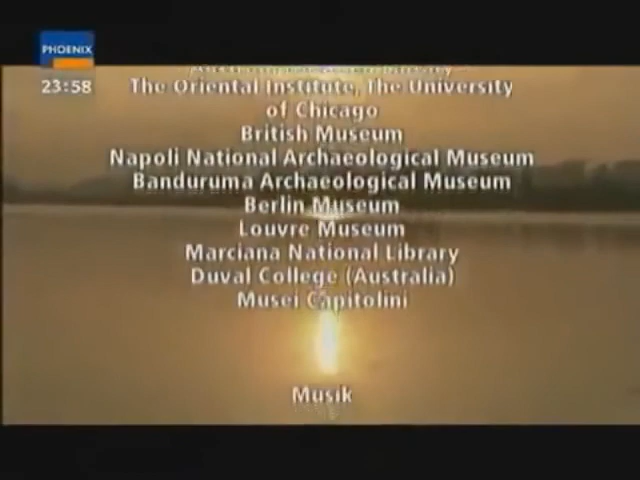 PHOENIX
23:58
The Oriental Institute, The University
of Chicago
British Museum
Napoli National Archaeological Museum
Banduruma Archaeological Museum
Berlin Museum
Louvre Museum
Marciana National Library
Duval College (Australia)
Musei Capitolini
Musik